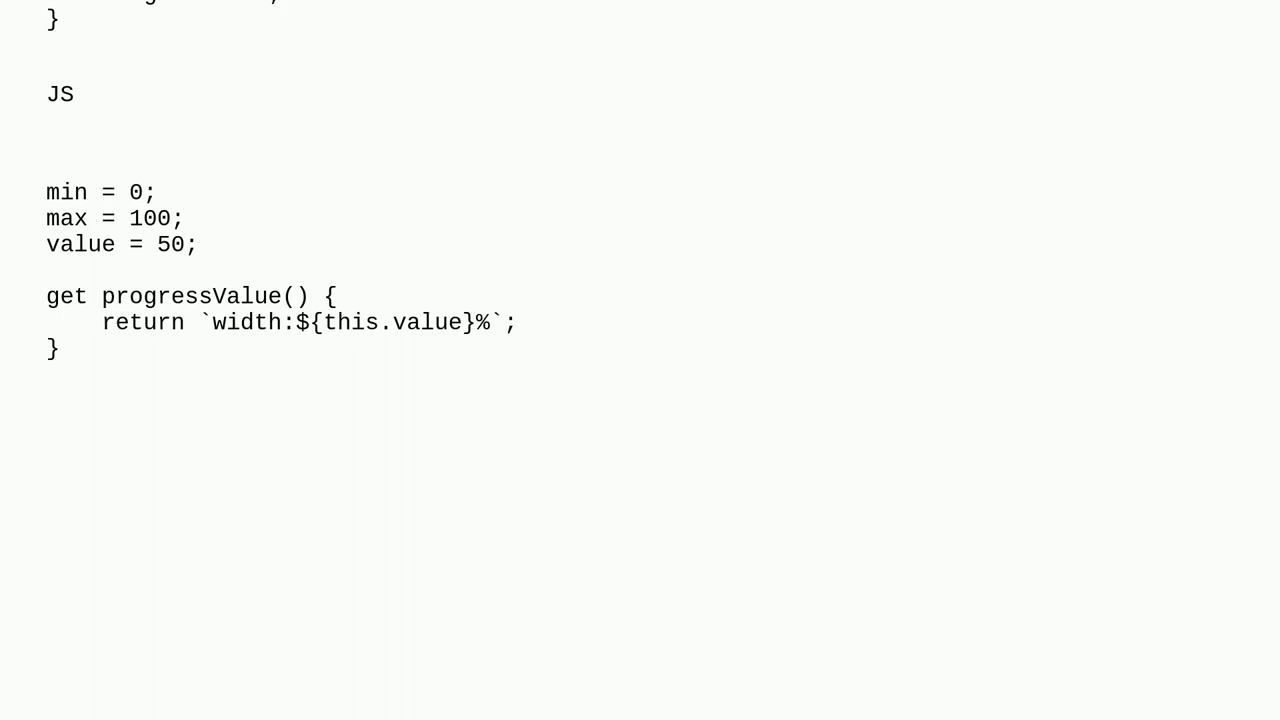 }
JS
min = 0;
max = 100;
value = 50;
get progressValue() {
    return `width:${this.value}%`;
}